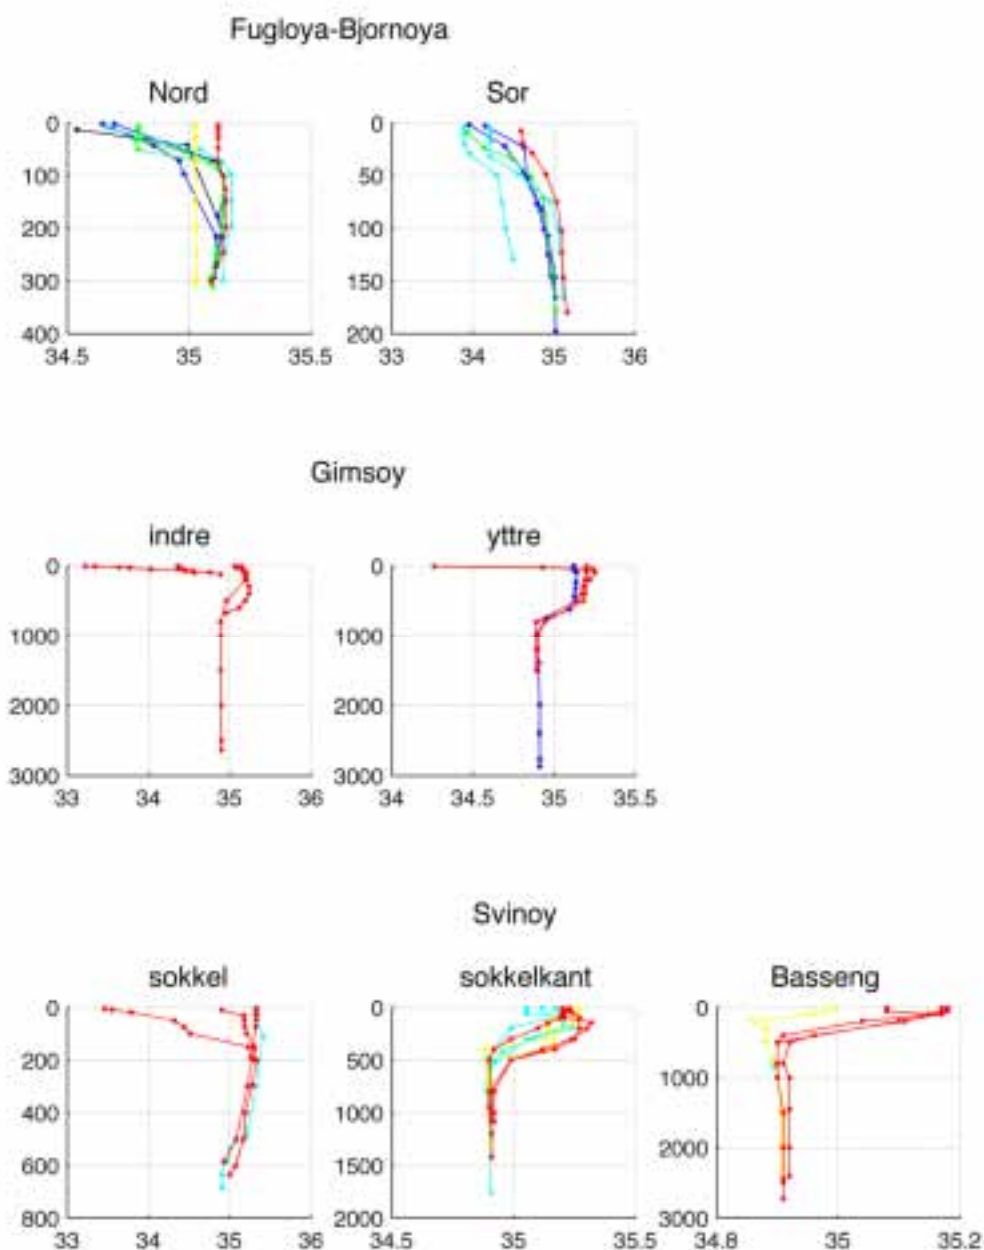 Fugloya-Bjornoya
Nord Sor
0 0
100 50
200 100
300 150
400 200
34.5 35 35.5 33 34 35 36
Gimsoy
indre yttre
0 0
1000 1000
2000 2000
3000 3000
33 34 35 36 34 34.5 35 35.5
Svinoy
sokkel sokkelkant Basseng
0 0 0
200 500 1000
400 1000 2000
600 1500 3000
800 2000
33 34 35 36 34.5 35 35.5 34.8 35 35.2